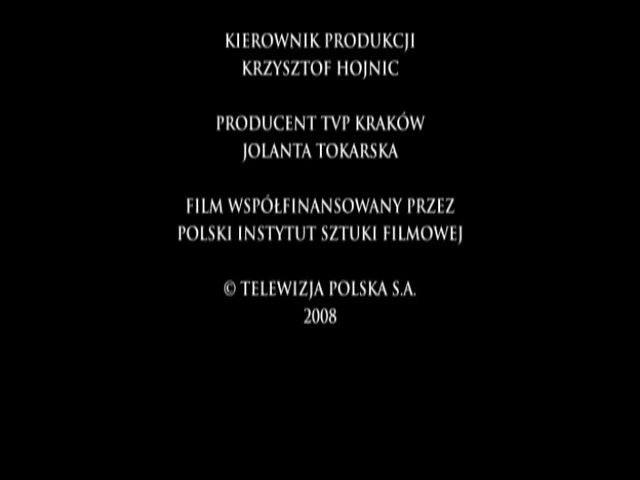 KIEROWNIK PRODUKCJI
KRZYSZTOF HOJNIC
PRODUCENT TVP KRAKÓW
JOLANTA TOKARSKA
FILM WSPÓŁFINANSOWANY PRZEZ
POLSKI INSTYTUT SZTUKI FILMOWEJ
© TELEWIZJA POLSKA S.A.
2008